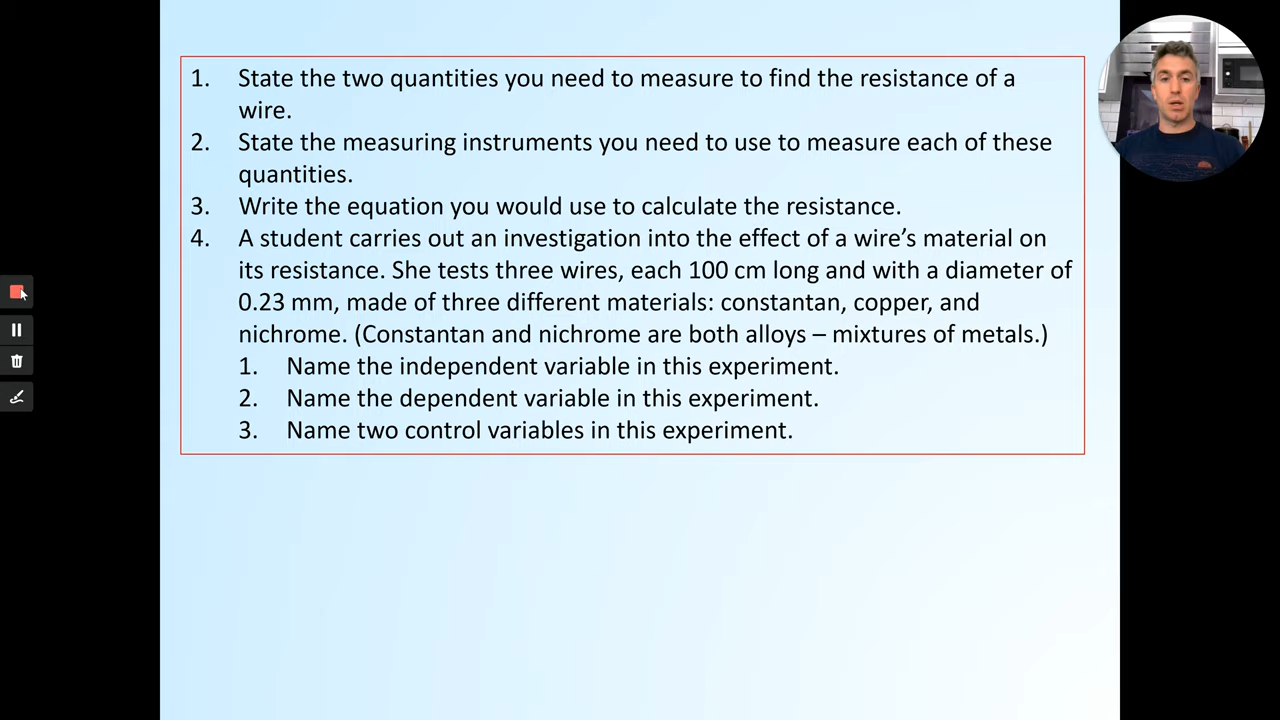 1. State the two quantities you need to measure to find the resistance of a
wire.
2. State the measuring instruments you need to use to measure each of these
quantities.
3. Write the equation you would use to calculate the resistance.
4. A student carries out an investigation into the effect of a wire’s material on
its resistance. She tests three wires, each 100 cm long and with a diameter of
0.23 mm, made of three different materials: constantan, copper, and
nichrome. (Constantan and nichrome are both alloys – mixtures of metals.)
1. Name the independent variable in this experiment.
2. Name the dependent variable in this experiment.
3. Name two control variables in this experiment.